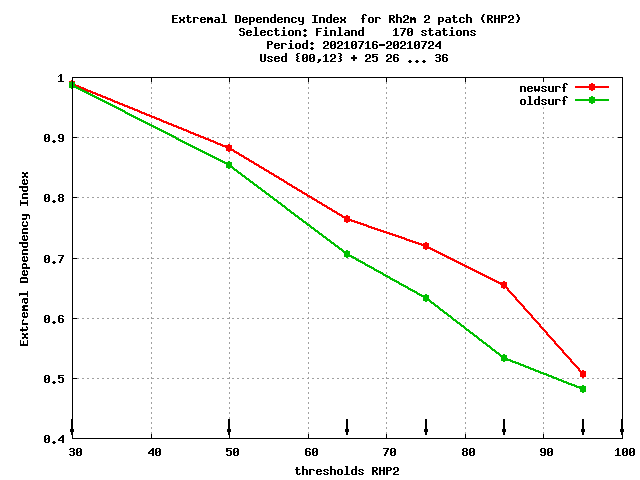 Extremal Dependency Index  for Rh2m 2 patch (RHP2)
Selection: Finland    170 stations
Period: 20210716-20210724
Used {00,12} + 25 26 ... 36
newsurf
oldsurf
1
0.9
0.8
0.7
0.6
0.5
0.4
Extremal Dependency Index
30 40 50 60 70 80 90 100
thresholds RHP2